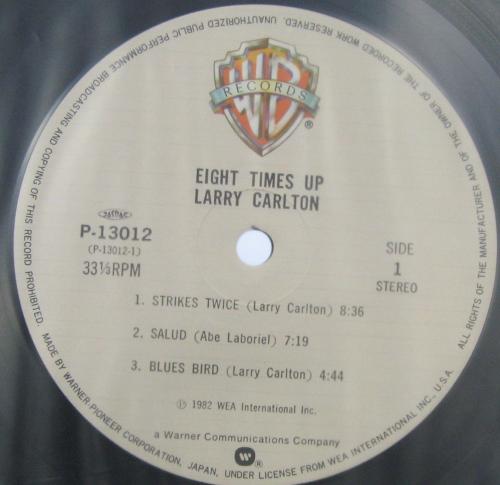 UNAUTHORIZED PUBLIC PERFORMANCE BROADCASTING AND COPYING OF THIS RECORD PROHIBITED. MADE BY WARNER-PIONEER CORPORATION, JAPAN, UNDER LICENSE FROM WEA INTERNATIONAL INC., U.S.A. ALL RIGHTS OF THE MANUFACTURER AND OF THE OWNER OF THE RECORDED WORK RESERVED.
WB
RECORDS
®
EIGHT TIMES UP
LARRY CARLTON
JASRAC
P-13012
(P-13012-1)
33⅓RPM
SIDE
1
STEREO
1. STRIKES TWICE (Larry Carlton) 8:36
2. SALUD (Abe Laboriel) 7:19
3. BLUES BIRD (Larry Carlton) 4:44
℗ 1982 WEA International Inc.
a Warner Communications Company
®